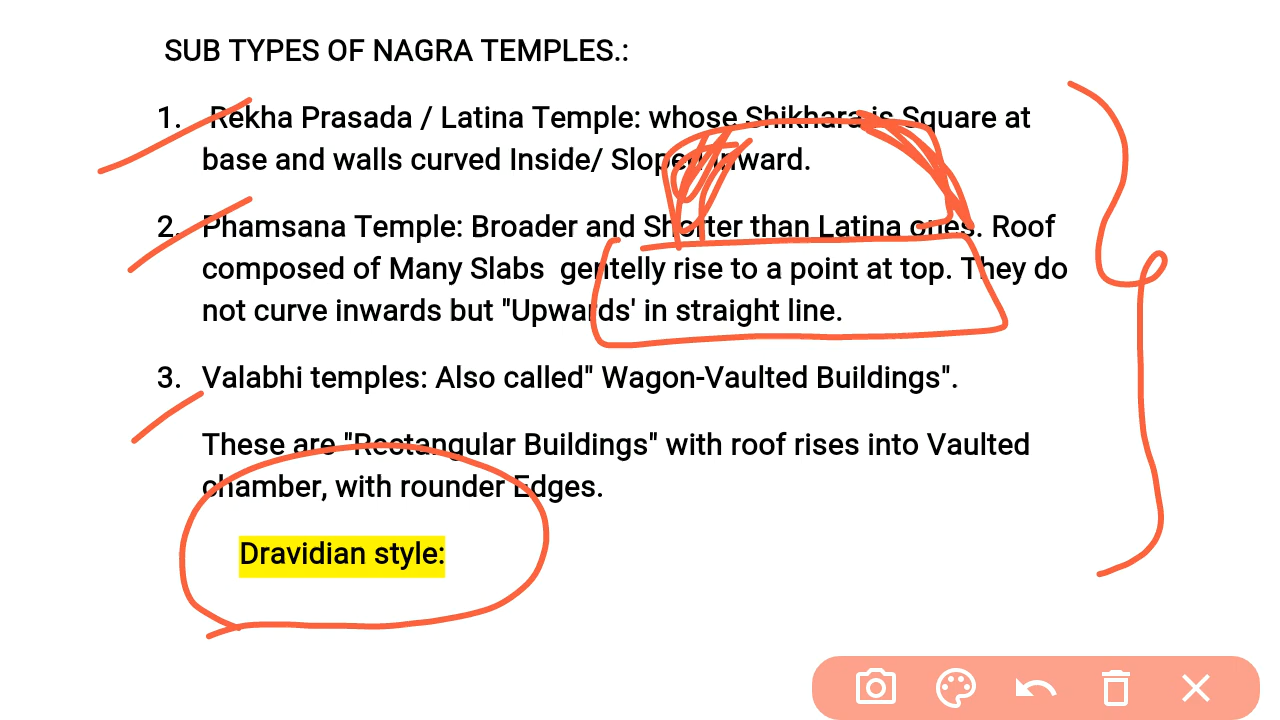 SUB TYPES OF NAGRA TEMPLES.:
1. Rekha Prasada / Latina Temple: whose Shikhara is Square at
base and walls curved Inside/ Sloped inward.
2. Phamsana Temple: Broader and Shorter than Latina ones. Roof
composed of Many Slabs gentelly rise to a point at top. They do
not curve inwards but "Upwards' in straight line.
3. Valabhi temples: Also called" Wagon-Vaulted Buildings".
These are "Rectangular Buildings" with roof rises into Vaulted
chamber, with rounder Edges.
Dravidian style: